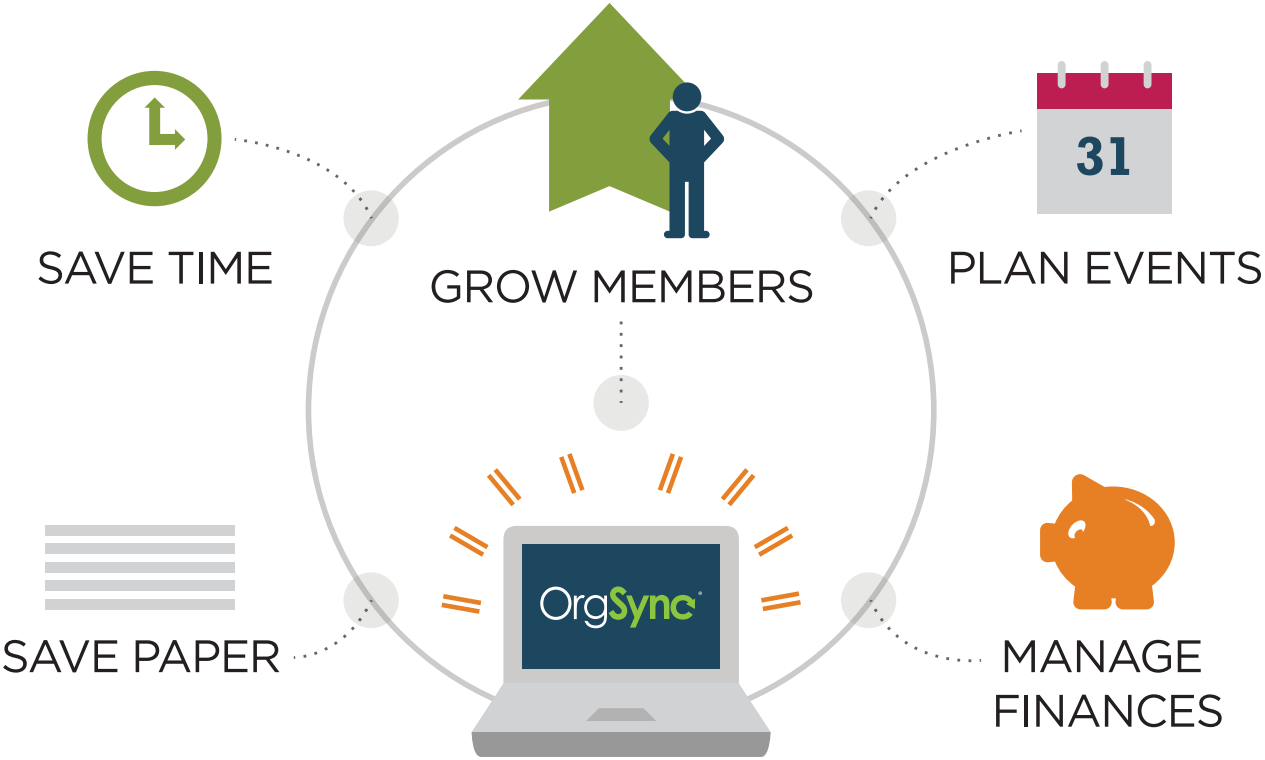 SAVE TIME
GROW MEMBERS
31
PLAN EVENTS
OrgSync
SAVE PAPER
MANAGE
FINANCES